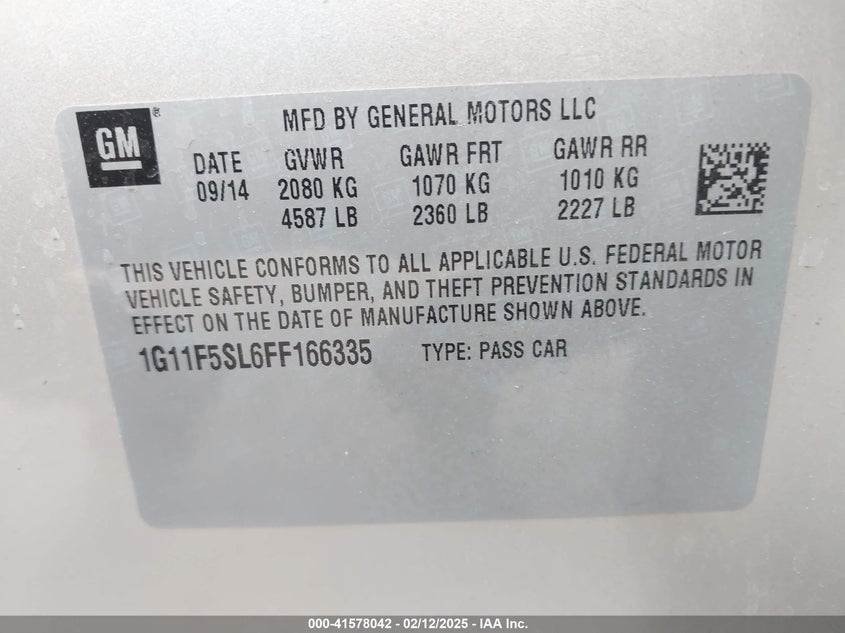 GM
MFD BY GENERAL MOTORS LLC
DATE GVWR GAWR FRT GAWR RR
09/14 2080 KG 1070 KG 1010 KG
4587 LB 2360 LB 2227 LB
THIS VEHICLE CONFORMS TO ALL APPLICABLE U.S. FEDERAL MOTOR
VEHICLE SAFETY, BUMPER, AND THEFT PREVENTION STANDARDS IN
EFFECT ON THE DATE OF MANUFACTURE SHOWN ABOVE.
1G11F5SL6FF166335 TYPE: PASS CAR
000-41578042 - 02/12/2025 - IAA Inc.